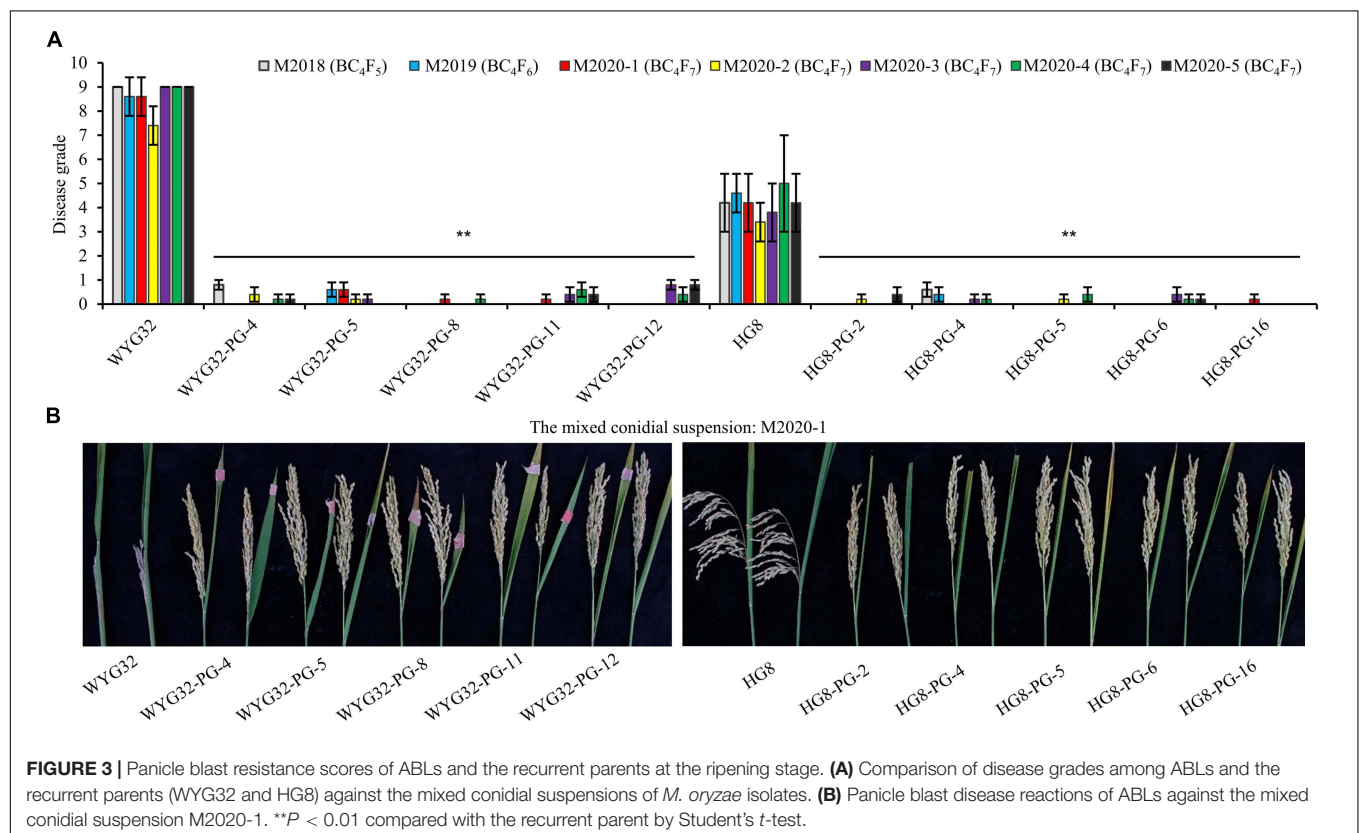 A
M2018 (BC₄F₅) M2019 (BC₄F₆) M2020-1 (BC₄F₇) M2020-2 (BC₄F₇) M2020-3 (BC₄F₇) M2020-4 (BC₄F₇) M2020-5 (BC₄F₇)
Disease grade
10
9
8
7
6
5
4
3
2
1
0
** **
WYG32 WYG32-PG-4 WYG32-PG-5 WYG32-PG-8 WYG32-PG-11 WYG32-PG-12 HG8 HG8-PG-2 HG8-PG-4 HG8-PG-5 HG8-PG-6 HG8-PG-16
B
The mixed conidial suspension: M2020-1
WYG32 WYG32-PG-4 WYG32-PG-5 WYG32-PG-8 WYG32-PG-11 WYG32-PG-12 HG8 HG8-PG-2 HG8-PG-4 HG8-PG-5 HG8-PG-6 HG8-PG-16
FIGURE 3 | Panicle blast resistance scores of ABLs and the recurrent parents at the ripening stage. (A) Comparison of disease grades among ABLs and the
recurrent parents (WYG32 and HG8) against the mixed conidial suspensions of M. oryzae isolates. (B) Panicle blast disease reactions of ABLs against the mixed
conidial suspension M2020-1. **P < 0.01 compared with the recurrent parent by Student's t-test.